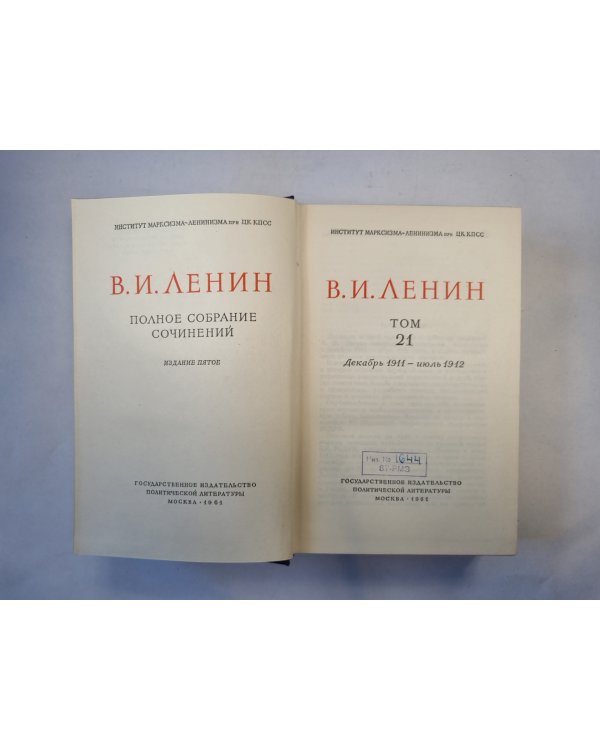 ИНСТИТУТ МАРКСИЗМА-ЛЕНИНИЗМА ПРИ ЦК КПСС
В. И. ЛЕНИН
ПОЛНОЕ СОБРАНИЕ
СОЧИНЕНИЙ
ИЗДАНИЕ ПЯТОЕ
ГОСУДАРСТВЕННОЕ ИЗДАТЕЛЬСТВО
ПОЛИТИЧЕСКОЙ ЛИТЕРАТУРЫ
МОСКВА · 1961
ИНСТИТУТ МАРКСИЗМА-ЛЕНИНИЗМА ПРИ ЦК КПСС
В. И. ЛЕНИН
ТОМ
21
Декабрь 1911 – июль 1912
1644
ВТ-РМЗ
ГОСУДАРСТВЕННОЕ ИЗДАТЕЛЬСТВО
ПОЛИТИЧЕСКОЙ ЛИТЕРАТУРЫ
МОСКВА · 1961